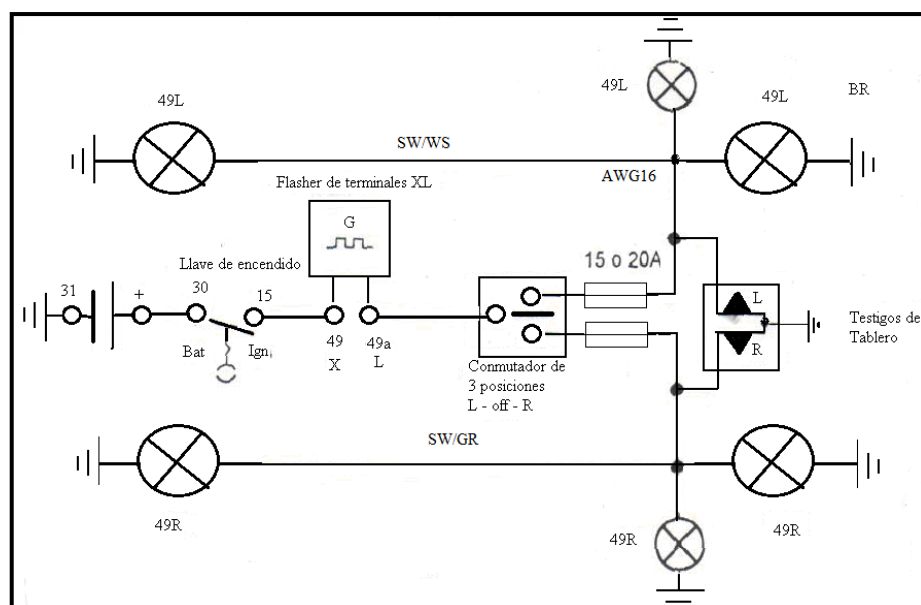 49L
49L
49L
BR
SW/WS
AWG16
Flasher de terminales XL
G
Llave de encendido
15 o 20A
31
+
30
15
L
Testigos de
Tablero
Bat
Ign,
49
49a
X
L
R
Conmutador de
3 posiciones
L - off - R
SW/GR
49R
49R
49R